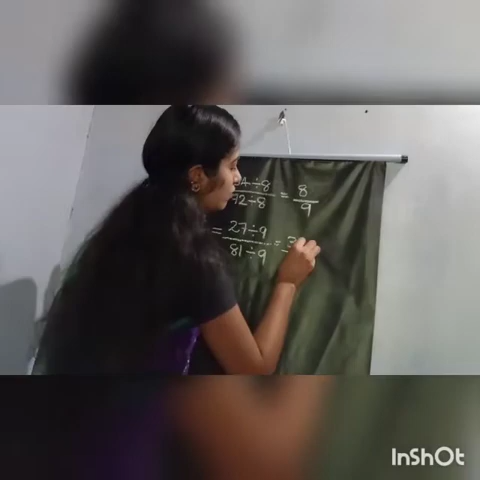 4÷8 / 72÷8 = 8/9
= 27÷9 / 81÷9 = 3
InShOt